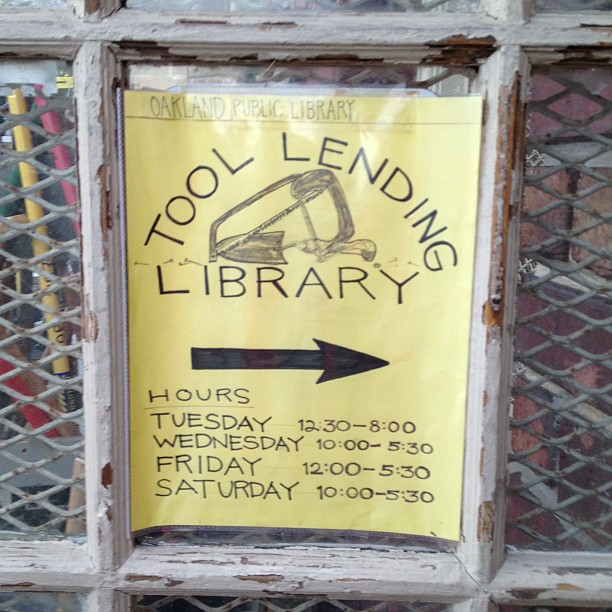 OAKLAND PUBLIC LIBRARY
TOOL LENDING
LIBRARY
HOURS
TUESDAY 12:30-8:00
WEDNESDAY 10:00-5:30
FRIDAY 12:00-5:30
SATURDAY 10:00-5:30